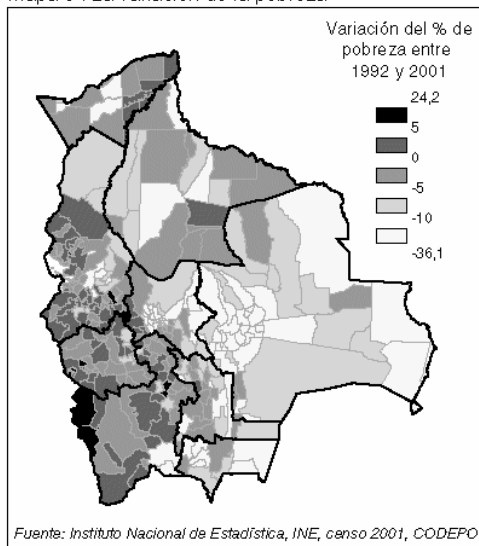 Variación del % de
pobreza entre
1992 y 2001
24,2
5
0
-5
-10
-36,1
Fuente: Instituto Nacional de Estadística, INE, censo 2001, CODEPO